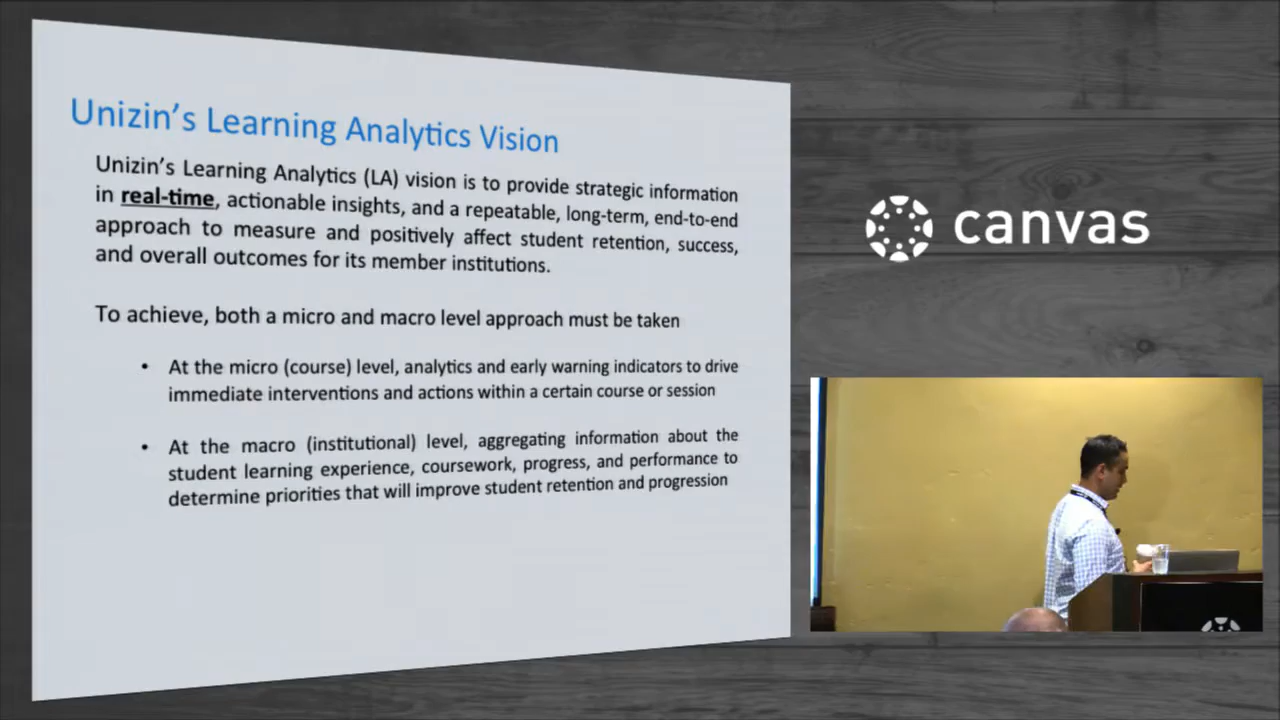 Unizin's Learning Analytics Vision
Unizin's Learning Analytics (LA) vision is to provide strategic information
in real-time, actionable insights, and a repeatable, long-term, end-to-end
approach to measure and positively affect student retention, success,
and overall outcomes for its member institutions.
To achieve, both a micro and macro level approach must be taken
• At the micro (course) level, analytics and early warning indicators to drive
immediate interventions and actions within a certain course or session
• At the macro (institutional) level, aggregating information about the
student learning experience, coursework, progress, and performance to
determine priorities that will improve student retention and progression
canvas